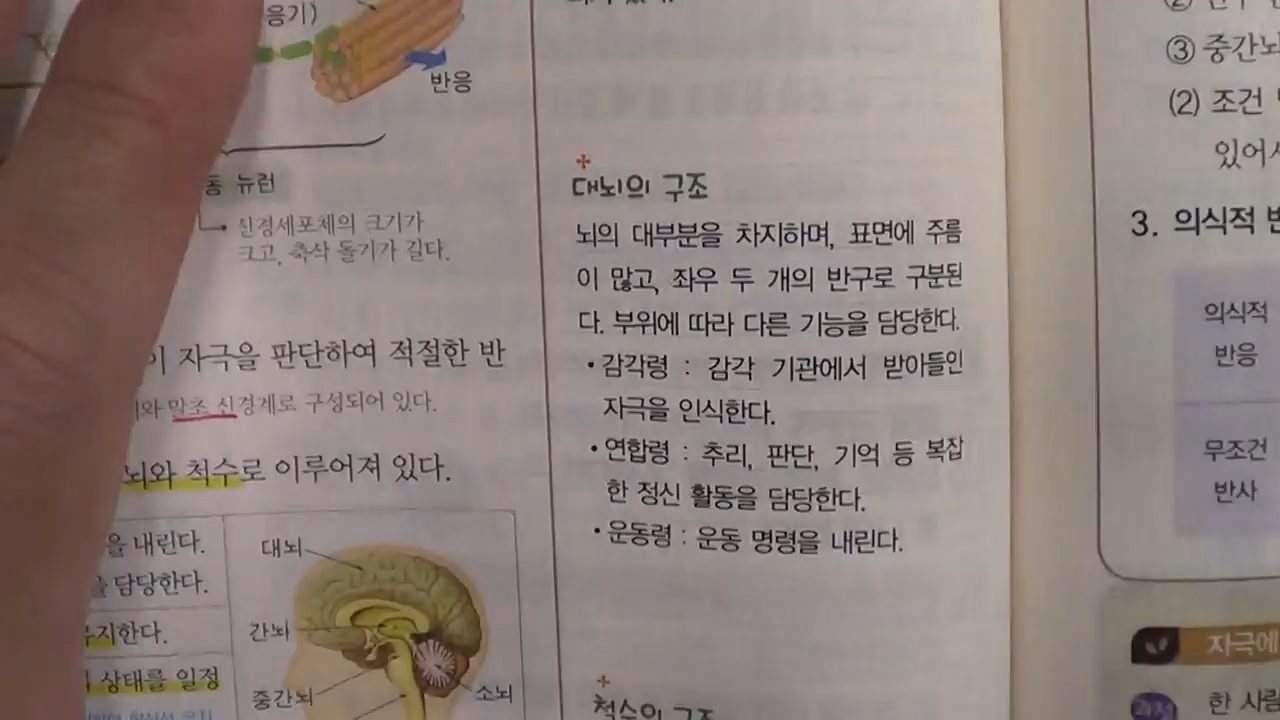 응기)
반응
동 뉴런
신경세포체의 크기가
크고, 축삭 돌기가 길다.
이 자극을 판단하여 적절한 반
말초 신경계로 구성되어 있다.
뇌와 척수로 이루어져 있다.
을 내린다.
을 담당한다.
유지한다.
상태를 일정
대뇌
간뇌
중간뇌
소뇌
대뇌의 구조
뇌의 대부분을 차지하며, 표면에 주름
이 많고, 좌우 두 개의 반구로 구분된
다. 부위에 따라 다른 기능을 담당한다.
• 감각령 : 감각 기관에서 받아들인
자극을 인식한다.
• 연합령 : 추리, 판단, 기억 등 복잡
한 정신 활동을 담당한다.
• 운동령 : 운동 명령을 내린다.
척수의 구조
③ 중간뇌
(2) 조건
있어서
3. 의식적 반
의식적
반응
무조건
반사
자극에
한 사람